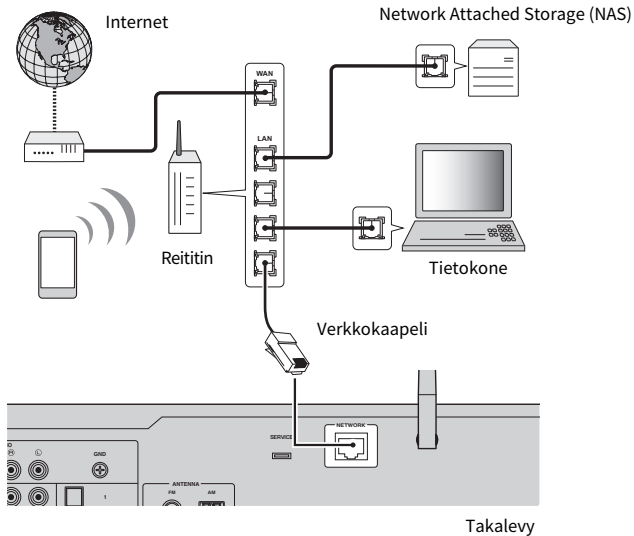 Internet
Network Attached Storage (NAS)
WAN
LAN
Reititin
Tietokone
Verkkokaapeli
NETWORK
SERVICE
GND
R L
ANTENNA
FM AM
1
Takalevy